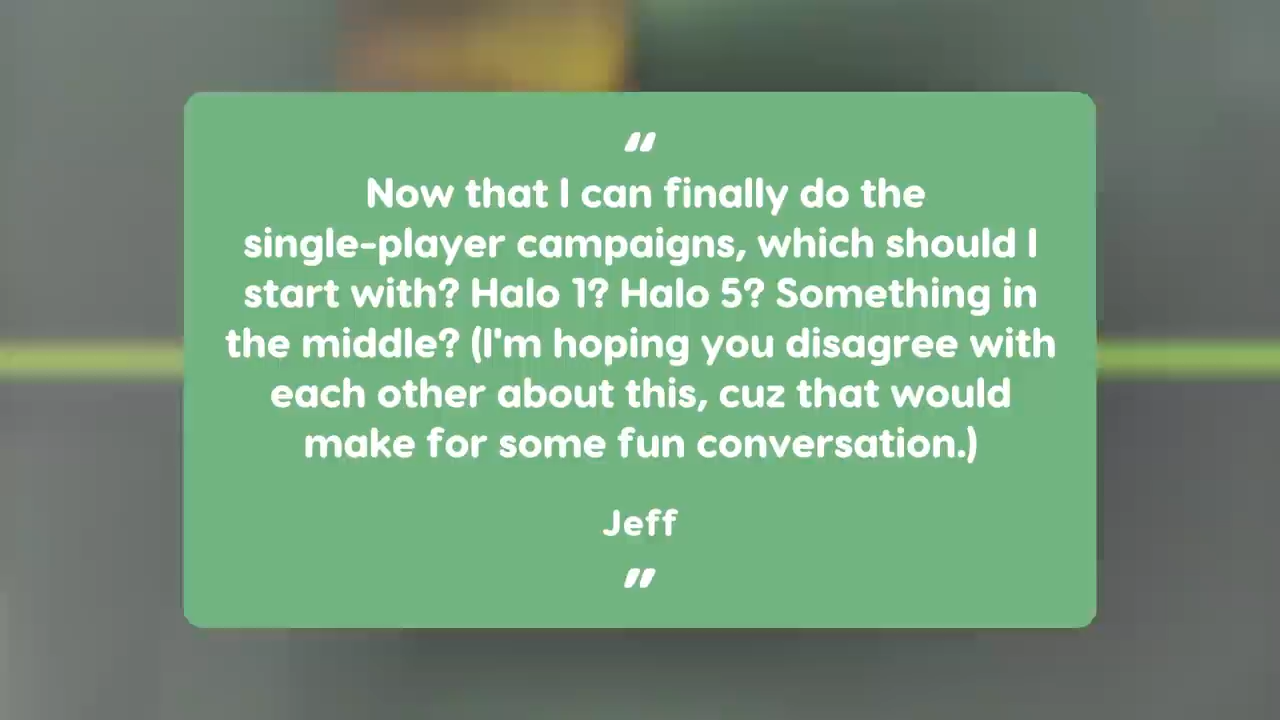 “
Now that I can finally do the
single-player campaigns, which should I
start with? Halo 1? Halo 5? Something in
the middle? (I'm hoping you disagree with
each other about this, cuz that would
make for some fun conversation.)
Jeff
”